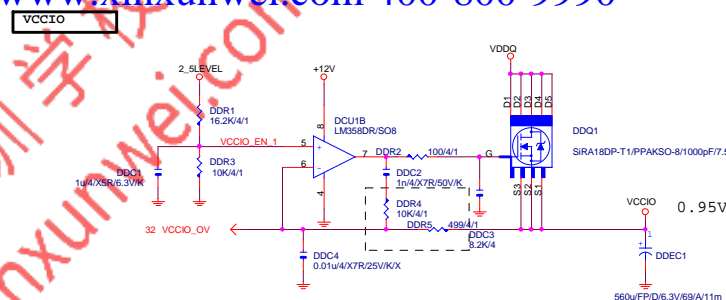 www.xinxunwei.com 400-800-9990
VCCIO
2_5LEVEL
+12V
VDDQ
DDR1
16.2K/4/1
DCU1B
LM358DR/SO8
D1
D2
D3
D4
D5
DDQ1
SiRA18DP-T1/PPAKSO-8/1000pF/7.5
VCCIO_EN_1
5
6
7
8
4
DDR2
100/4/1
G
S3
S2
S1
DDC1
1u/4/X5R/6.3V/K
DDR3
10K/4/1
DDC2
1n/4/X7R/50V/K
DDR4
10K/4/1
DDR5
499/4/1
DDC3
8.2K/4
32 VCCIO_OV
VCCIO
0.95V
DDC4
0.01u/4/X7R/25V/K/X
1
DDEC1
560u/FP/D/6.3V/69/A/11m